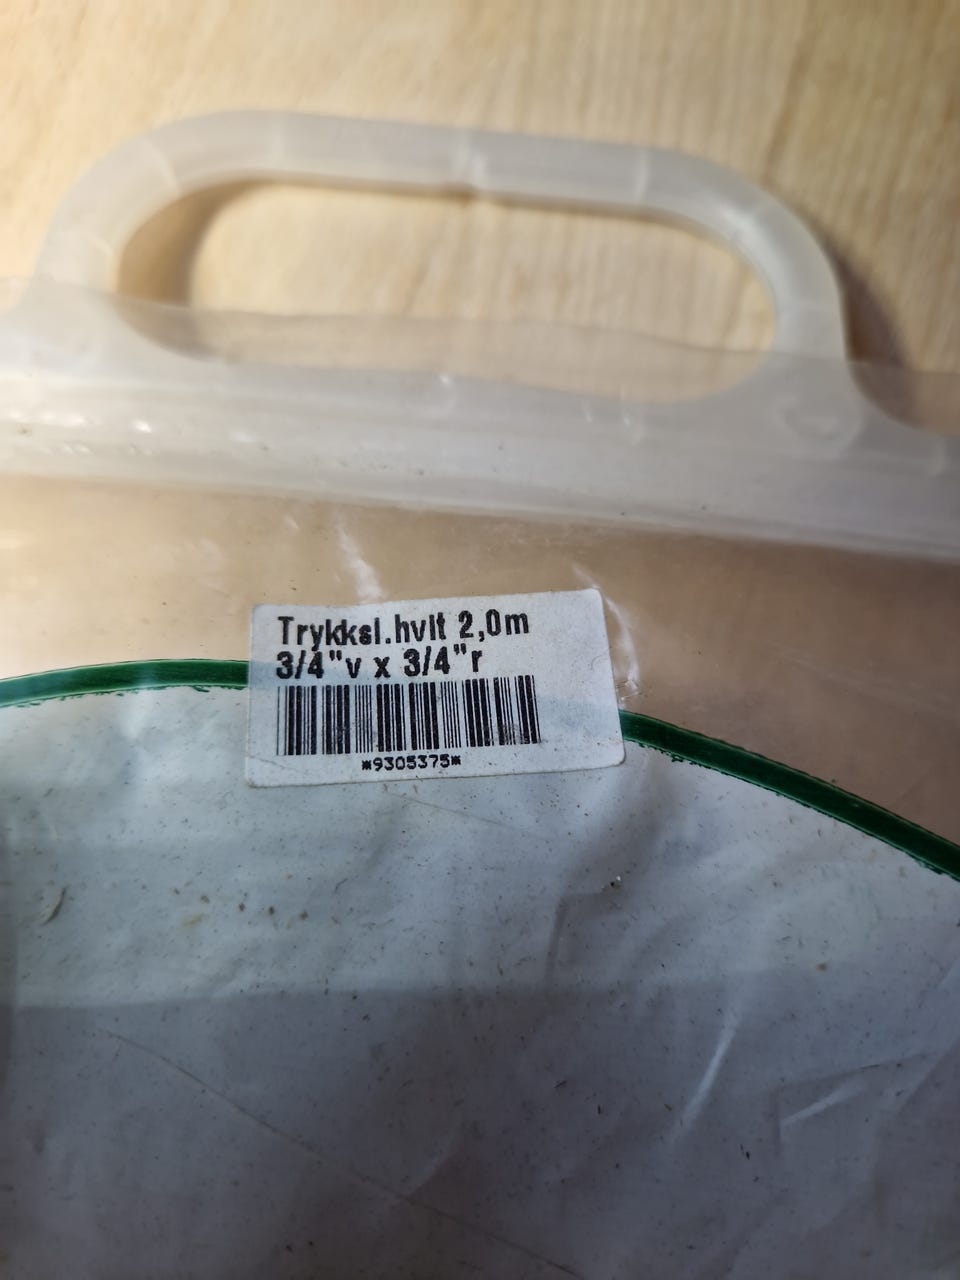 Trykksl.hvit 2,0m
3/4"v x 3/4"r
*9305375*